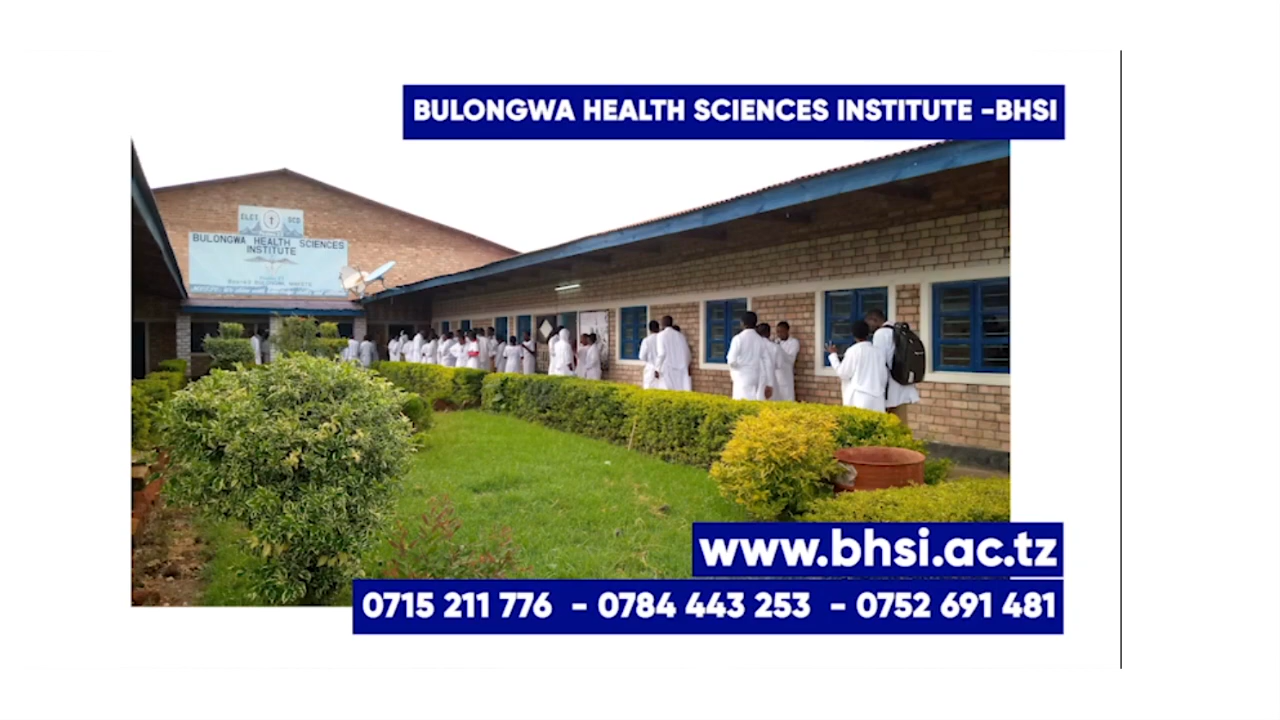 BULONGWA HEALTH SCIENCES INSTITUTE -BHSI
ELCT SCD
BULONGWA HEALTH SCIENCES
INSTITUTE
www.bhsi.ac.tz
0715 211 776 - 0784 443 253 - 0752 691 481